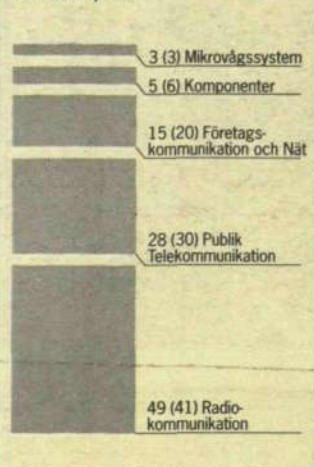 3 (3) Mikrovågssystem
5 (6) Komponenter
15 (20) Företags-
kommunikation och Nät
28 (30) Publik
Telekommunikation
49 (41) Radio-
kommunikation